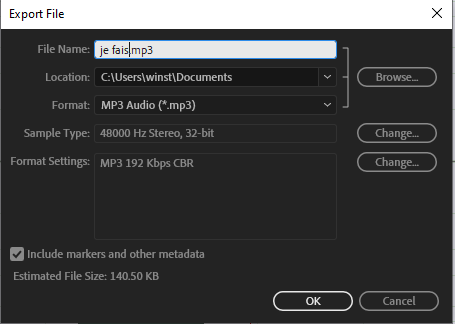 Export File
File Name: je fais.mp3
Location: C:\Users\winst\Documents Browse...
Format: MP3 Audio (*.mp3)
Sample Type: 48000 Hz Stereo, 32-bit Change...
Format Settings: MP3 192 Kbps CBR Change...
Include markers and other metadata
Estimated File Size: 140.50 KB
OK Cancel